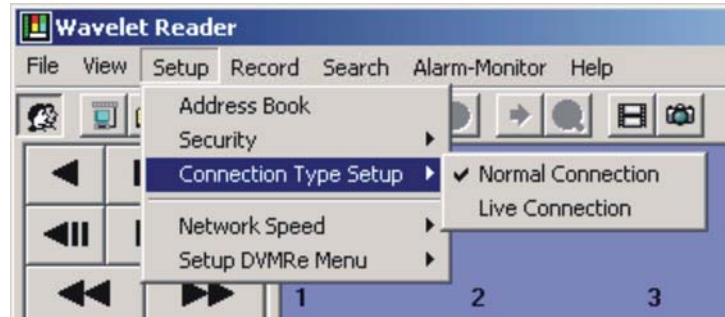 Wavelet Reader
File View Setup Record Search Alarm-Monitor Help
Address Book
Security
Connection Type Setup
Normal Connection
Live Connection
Network Speed
Setup DVMRe Menu
1 2 3